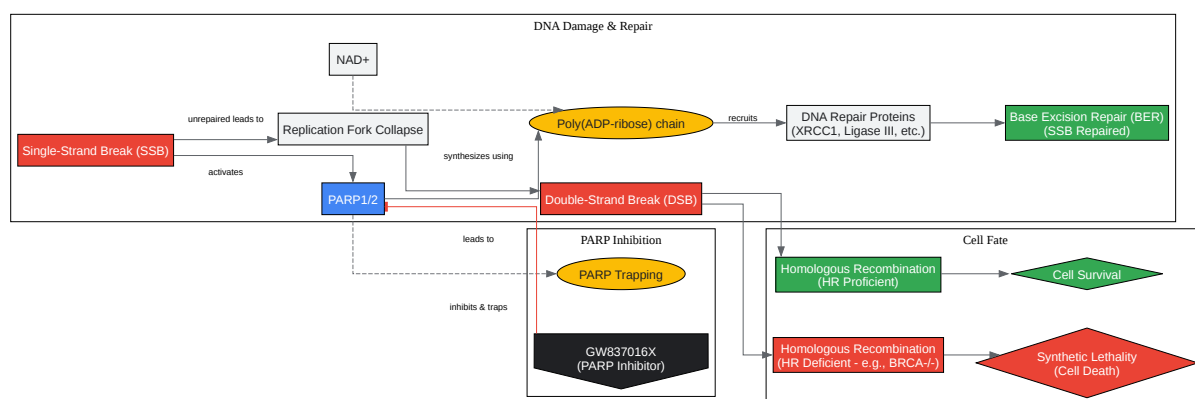 DNA Damage & Repair
NAD+
unrepaired leads to
Replication Fork Collapse
Poly(ADP-ribose) chain
recruits
DNA Repair Proteins
(XRCC1, Ligase III, etc.)
Base Excision Repair (BER)
(SSB Repaired)
Single-Strand Break (SSB)
activates
synthesizes using
PARP1/2
Double-Strand Break (DSB)
leads to
PARP Inhibition
PARP Trapping
inhibits & traps
GW837016X
(PARP Inhibitor)
Cell Fate
Homologous Recombination
(HR Proficient)
Cell Survival
Homologous Recombination
(HR Deficient - e.g., BRCA-/-)
Synthetic Lethality
(Cell Death)